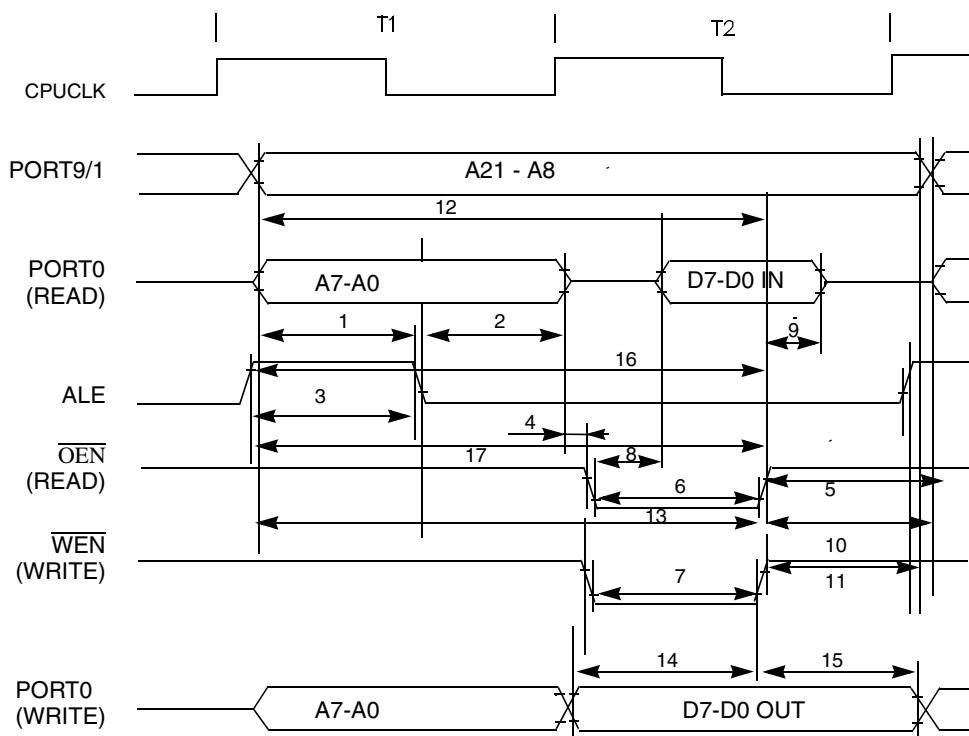 T1
T2
CPUCLK
PORT9/1
A21 - A8
12
PORT0
(READ)
A7-A0
D7-D0 IN
1
2
9
16
ALE
3
4
OEN
(READ)
17
8
6
5
13
WEN
(WRITE)
10
7
11
14
15
PORT0
(WRITE)
A7-A0
D7-D0 OUT